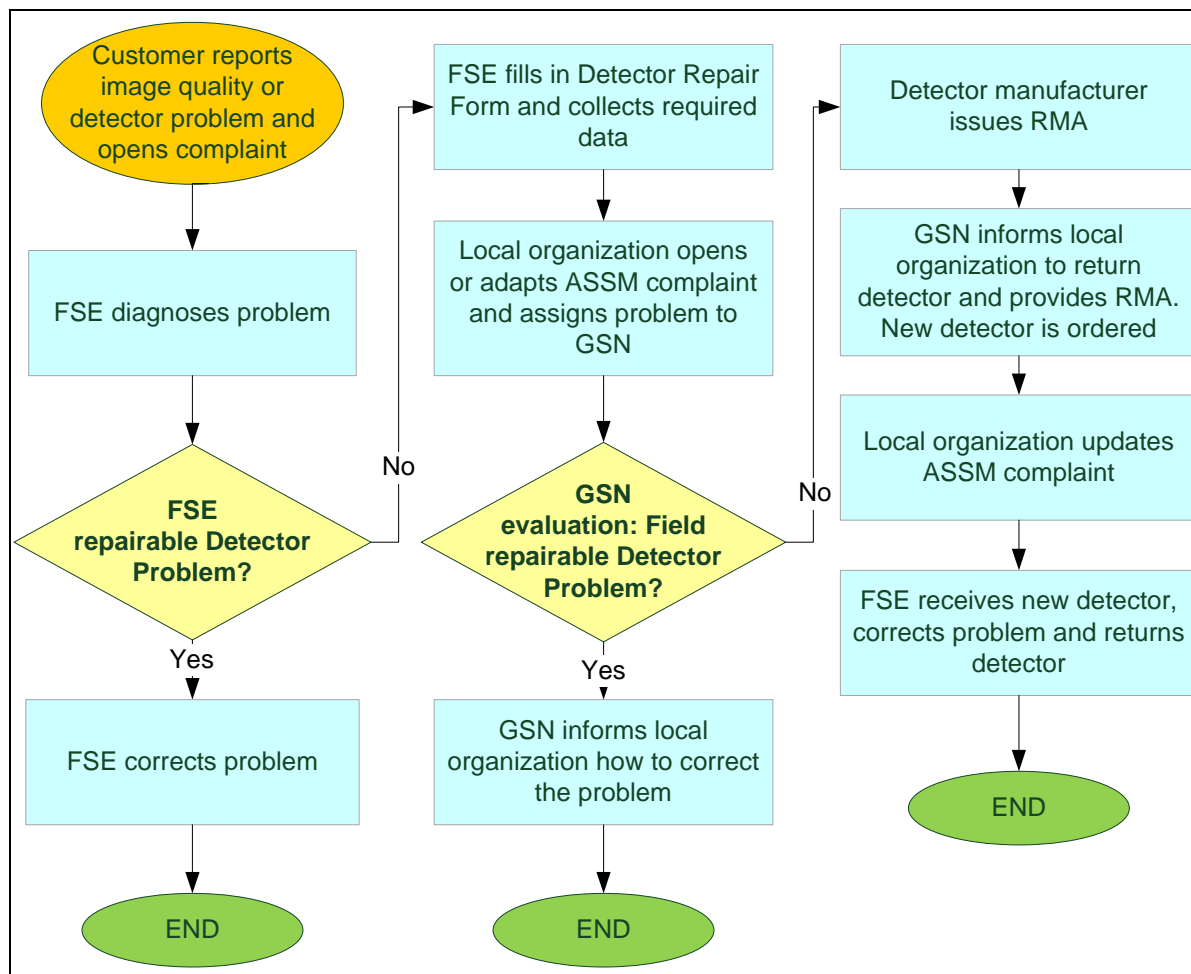 Customer reports
image quality or
detector problem and
opens complaint
FSE diagnoses problem
FSE
repairable Detector
Problem?
No
Yes
FSE corrects problem
END
FSE fills in Detector Repair
Form and collects required
data
Local organization opens
or adapts ASSM complaint
and assigns problem to
GSN
GSN
evaluation: Field
repairable Detector
Problem?
No
Yes
GSN informs local
organization how to correct
the problem
END
Detector manufacturer
issues RMA
GSN informs local
organization to return
detector and provides RMA.
New detector is ordered
Local organization updates
ASSM complaint
FSE receives new detector,
corrects problem and returns
detector
END